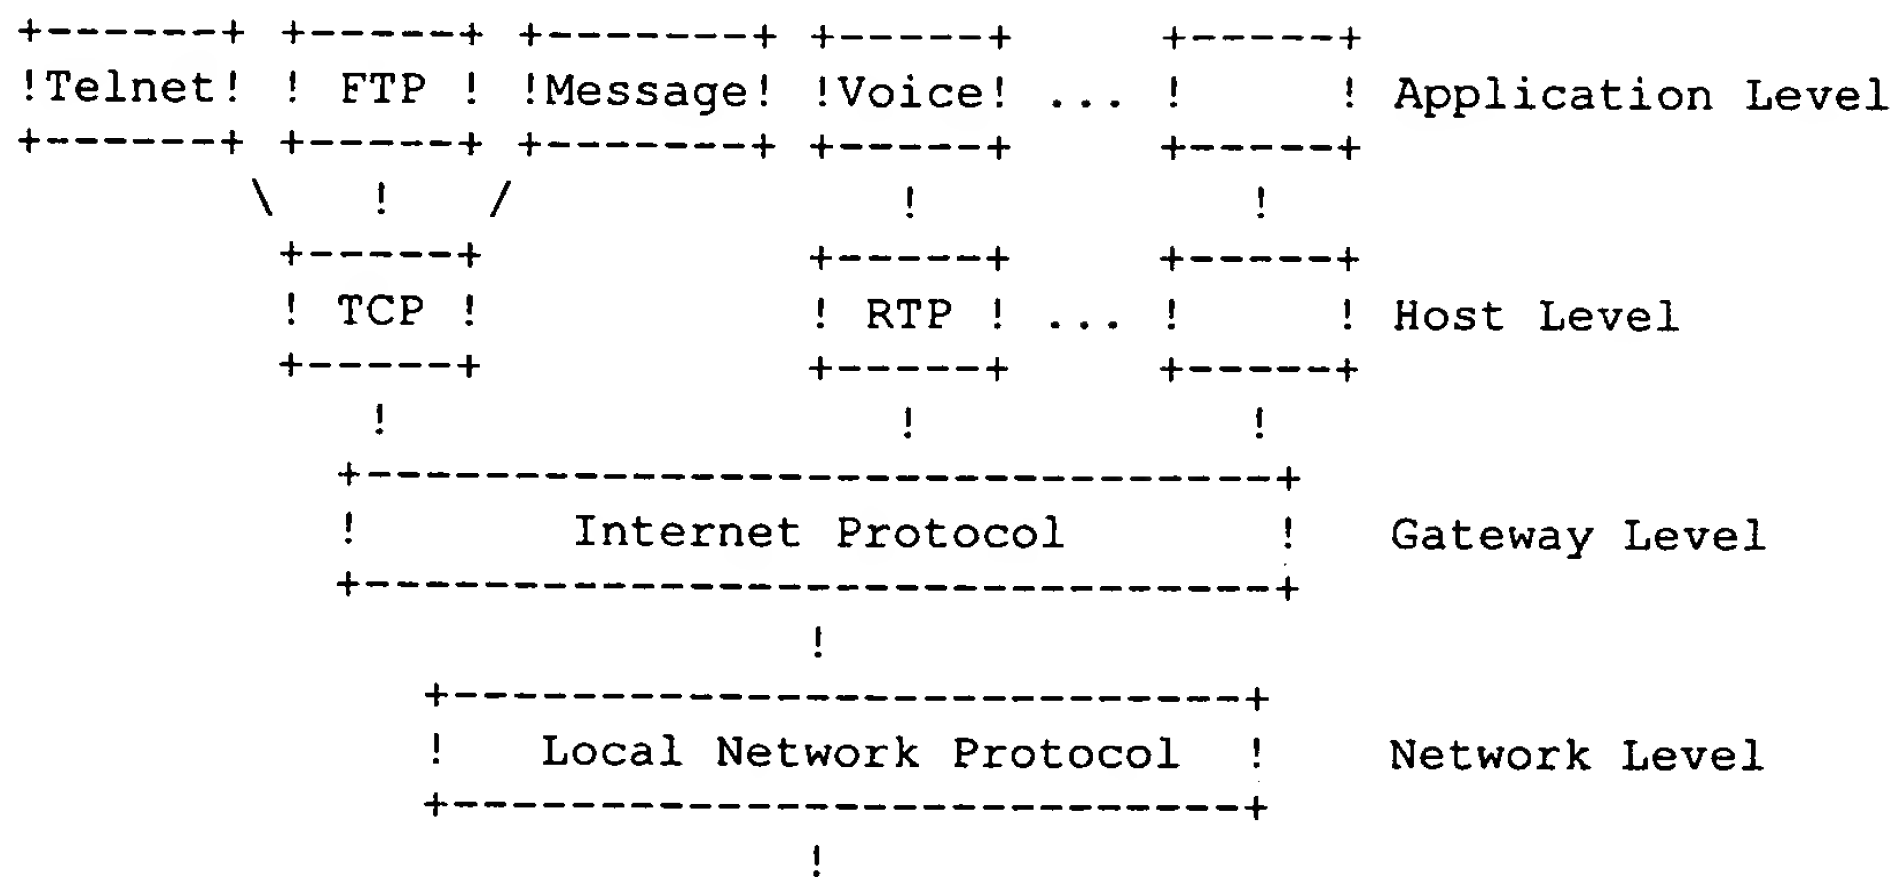 +------+ +-----+ +-------+ +-----+     +-----+
!Telnet! ! FTP ! !Message! !Voice! ... !     ! Application Level
+------+ +-----+ +-------+ +-----+     +-----+
        \   !   /             !           !
         +-----+           +-----+     +-----+
         ! TCP !           ! RTP ! ... !     ! Host Level
         +-----+           +-----+     +-----+
            !                 !           !
           +-------------------------------+
           !       Internet Protocol       !   Gateway Level
           +-------------------------------+
                           !
              +---------------------------+
              !   Local Network Protocol  !    Network Level
              +---------------------------+
                           !